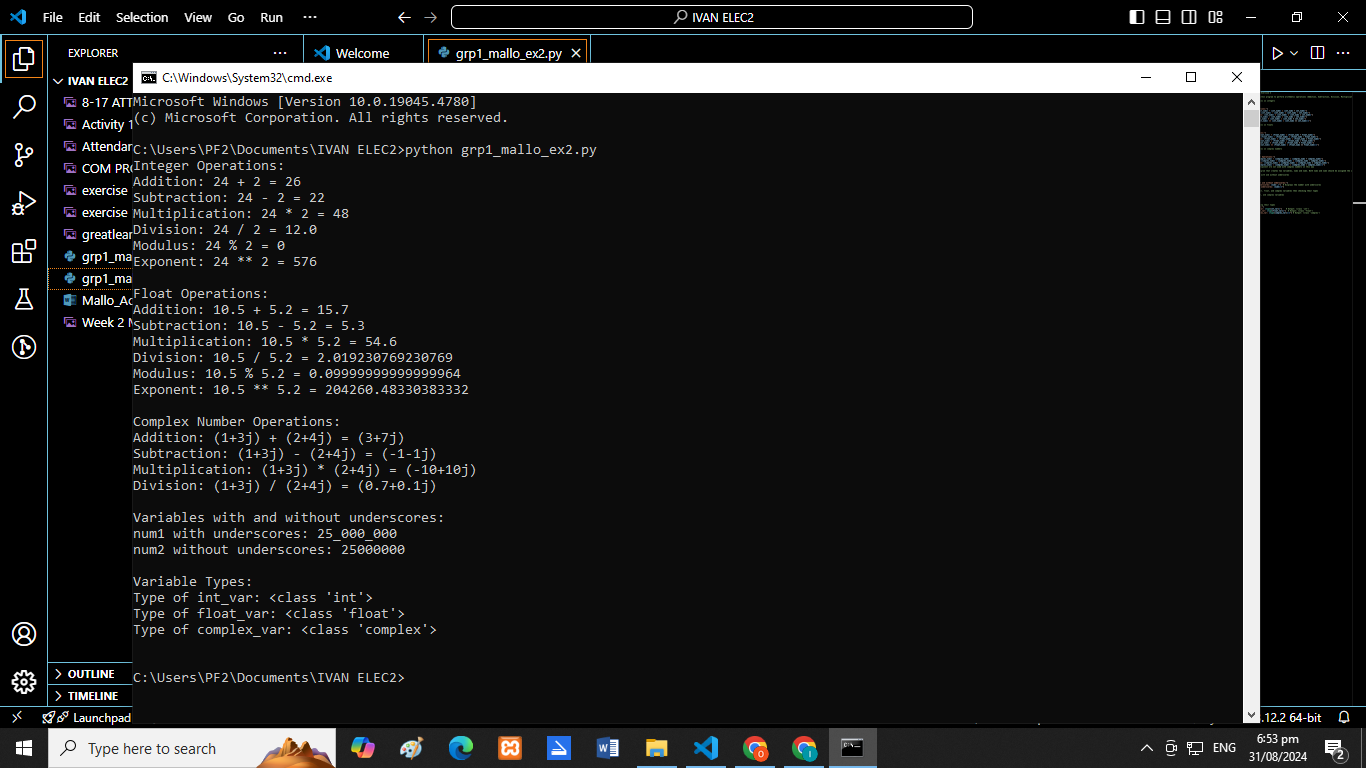 File Edit Selection View Go Run ···
IVAN ELEC2
EXPLORER
Welcome
grp1_mallo_ex2.py
IVAN ELEC2
8-17 ATT
Activity 1
Attendar
COM PRO
exercise
exercise
greatlear
grp1_ma
grp1_ma
Mallo_Ac
Week 2 M
OUTLINE
TIMELINE
Launchpad
.12.2 64-bit
C:\Windows\System32\cmd.exe
Microsoft Windows [Version 10.0.19045.4780]
(c) Microsoft Corporation. All rights reserved.
C:\Users\PF2\Documents\IVAN ELEC2>python grp1_mallo_ex2.py
Integer Operations:
Addition: 24 + 2 = 26
Subtraction: 24 - 2 = 22
Multiplication: 24 * 2 = 48
Division: 24 / 2 = 12.0
Modulus: 24 % 2 = 0
Exponent: 24 ** 2 = 576
Float Operations:
Addition: 10.5 + 5.2 = 15.7
Subtraction: 10.5 - 5.2 = 5.3
Multiplication: 10.5 * 5.2 = 54.6
Division: 10.5 / 5.2 = 2.019230769230769
Modulus: 10.5 % 5.2 = 0.09999999999999964
Exponent: 10.5 ** 5.2 = 204260.48330383332
Complex Number Operations:
Addition: (1+3j) + (2+4j) = (3+7j)
Subtraction: (1+3j) - (2+4j) = (-1-1j)
Multiplication: (1+3j) * (2+4j) = (-10+10j)
Division: (1+3j) / (2+4j) = (0.7+0.1j)
Variables with and without underscores:
num1 with underscores: 25_000_000
num2 without underscores: 25000000
Variable Types:
Type of int_var: <class 'int'>
Type of float_var: <class 'float'>
Type of complex_var: <class 'complex'>
C:\Users\PF2\Documents\IVAN ELEC2>
Type here to search
ENG
6:53 pm
31/08/2024
2